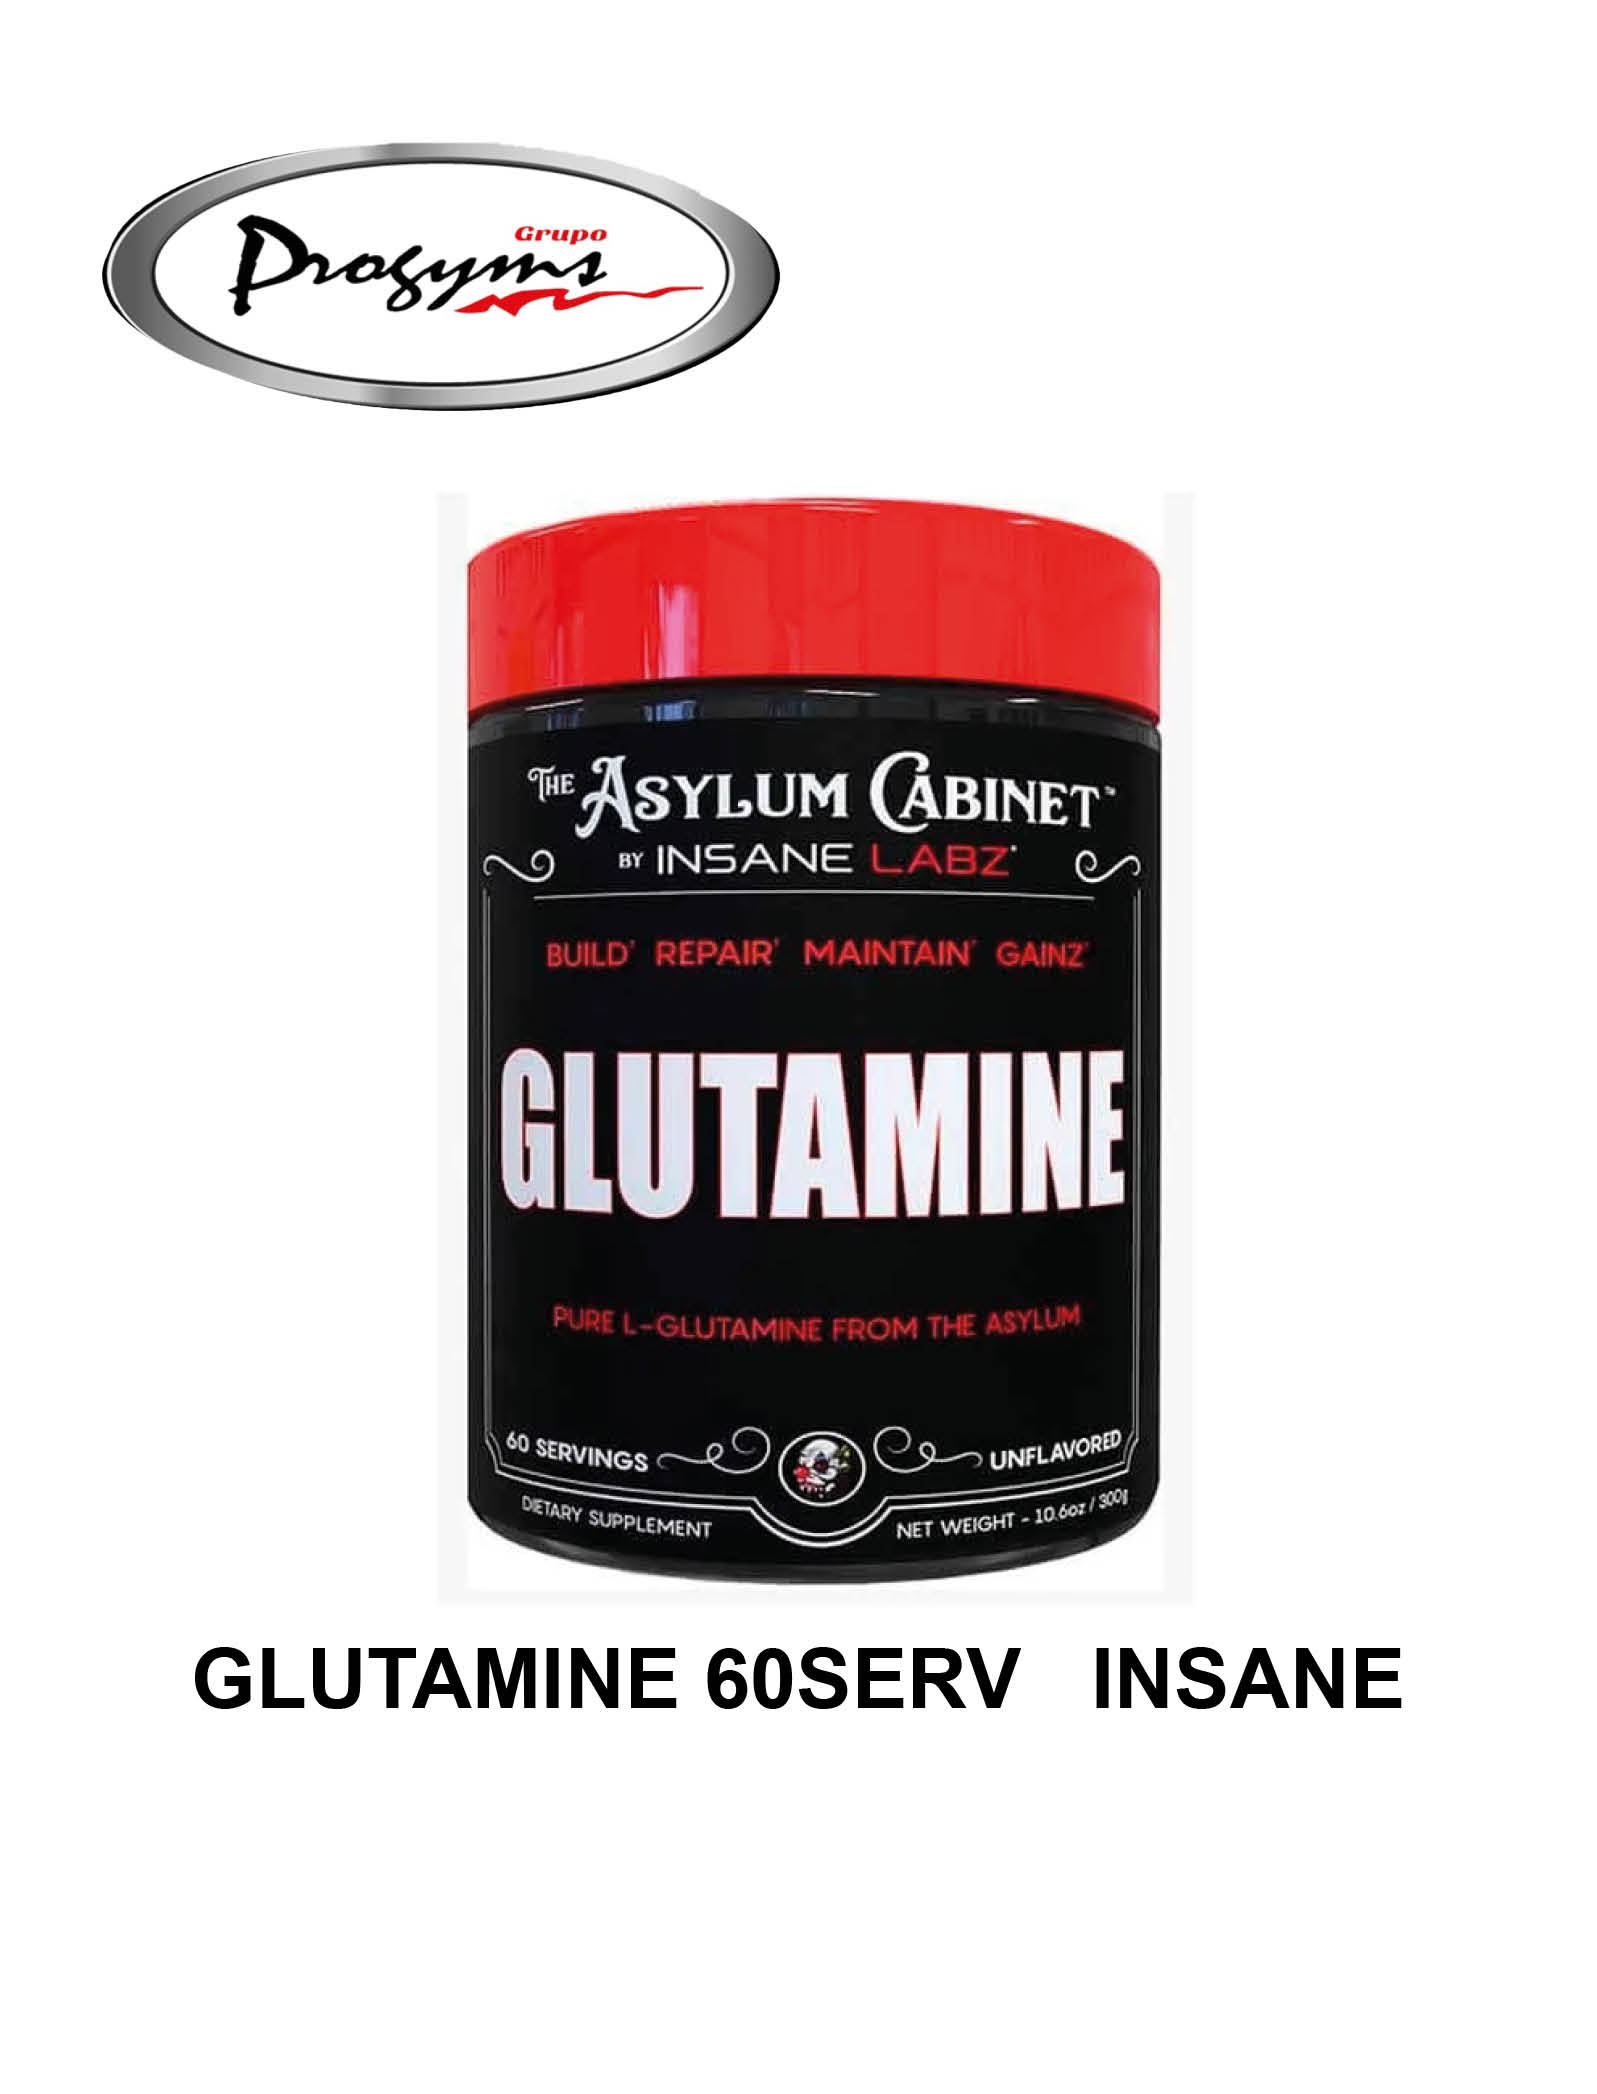 Grupo
Progyms
THE ASYLUM CABINET™
BY INSANE LABZ®
BUILD† REPAIR† MAINTAIN† GAINZ†
GLUTAMINE
PURE L-GLUTAMINE FROM THE ASYLUM
60 SERVINGS UNFLAVORED
DIETARY SUPPLEMENT NET WEIGHT - 10.6oz / 300g
GLUTAMINE 60SERV INSANE